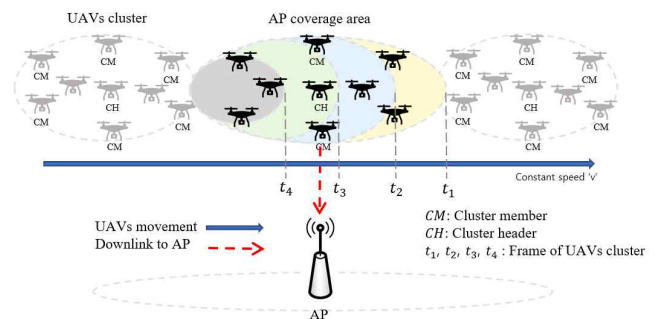 UAVs cluster
AP coverage area
CM
CM
CM
CM
CM
CH
CM
CM
CH
CM
CM
CM
CM
CM
CH
CM
CM
t₄
t₃
t₂
t₁
Constant speed 'v'
UAVs movement
Downlink to AP
CM: Cluster member
CH: Cluster header
t₁, t₂, t₃, t₄ : Frame of UAVs cluster
AP